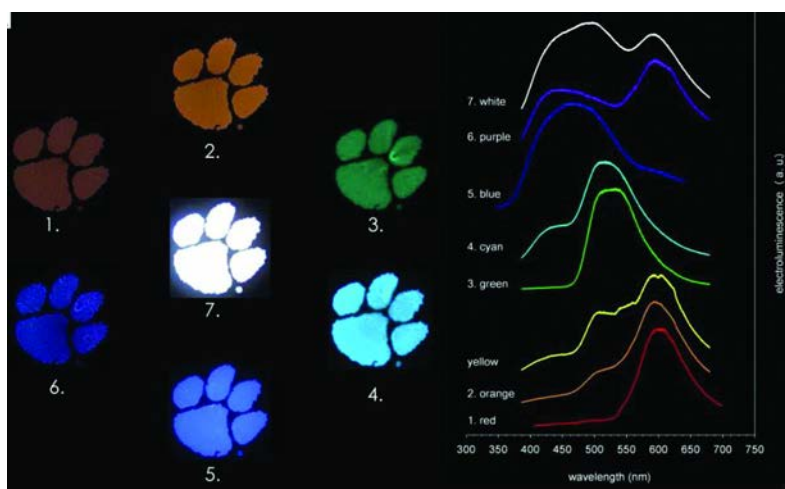 1.
2.
3.
4.
5.
6.
7.
7. white
6. purple
5. blue
4. cyan
3. green
yellow
2. orange
1. red
300 350 400 450 500 550 600 650 700 750
wavelength (nm)
electroluminescence ( a. u.)